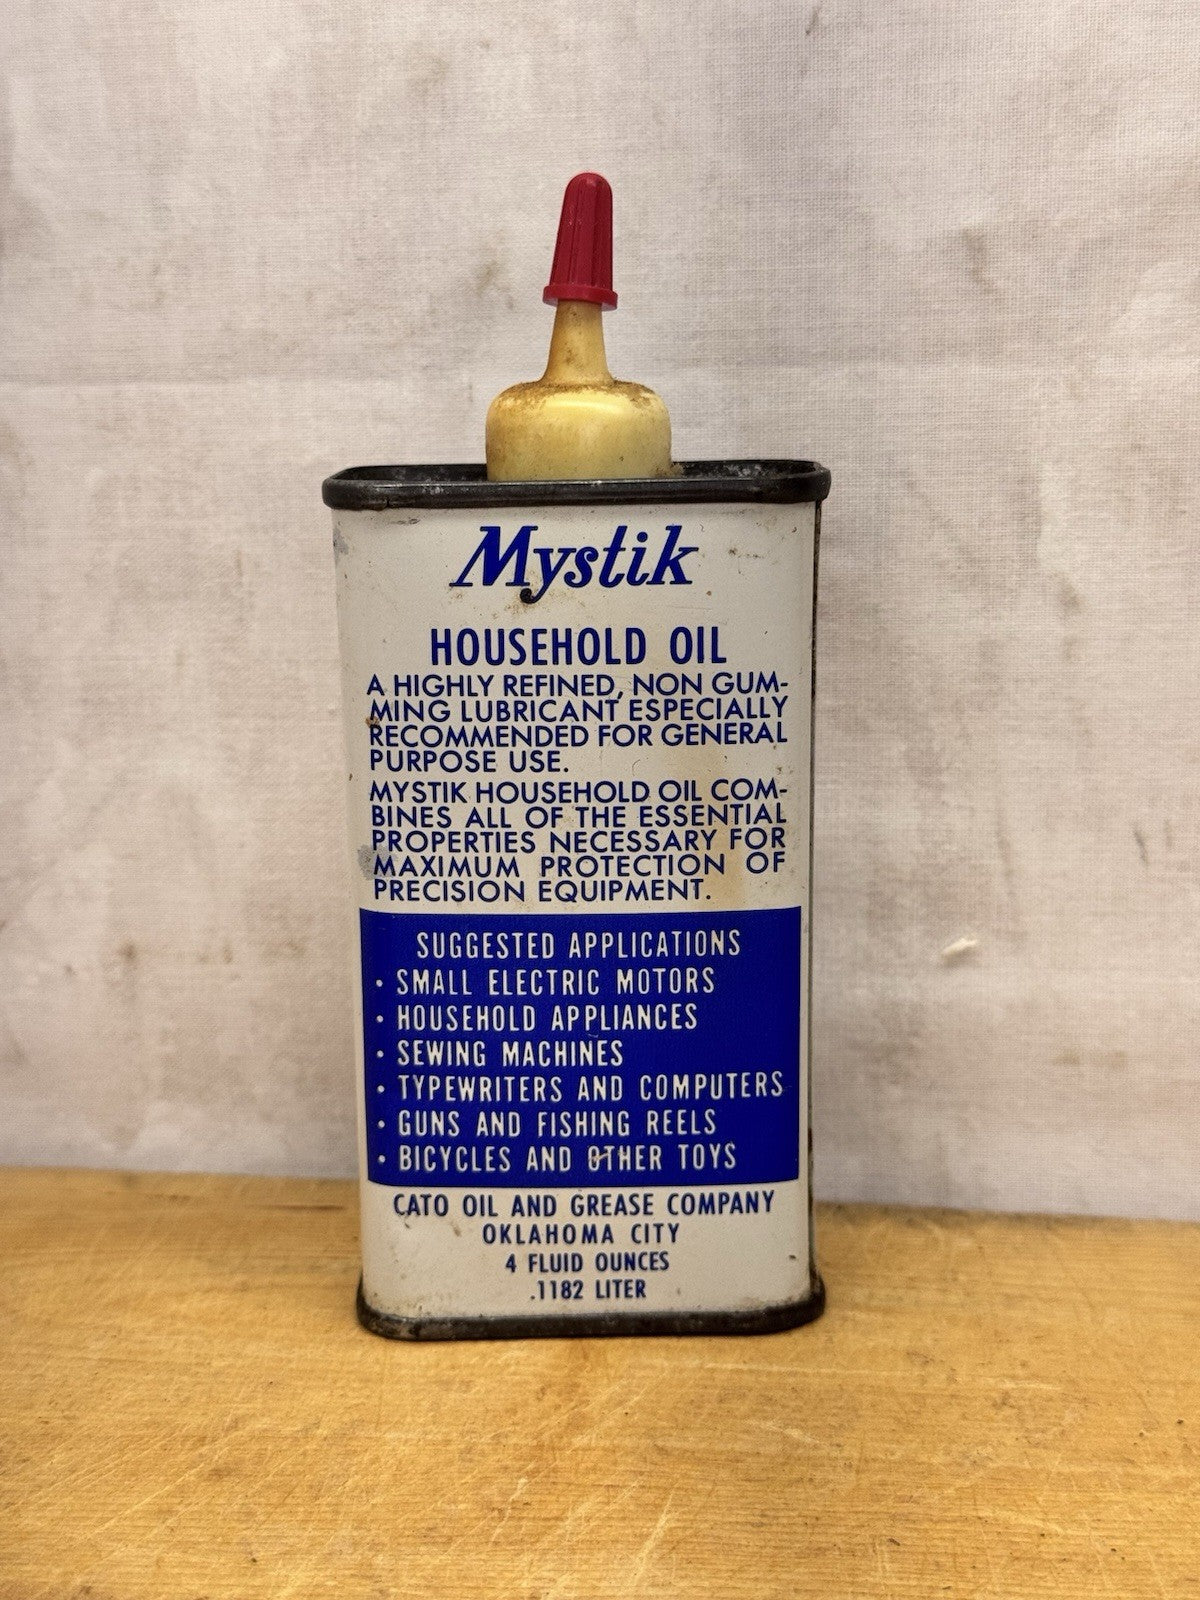 Mystik
HOUSEHOLD OIL
A HIGHLY REFINED, NON GUM-
MING LUBRICANT ESPECIALLY
RECOMMENDED FOR GENERAL
PURPOSE USE.
MYSTIK HOUSEHOLD OIL COM-
BINES ALL OF THE ESSENTIAL
PROPERTIES NECESSARY FOR
MAXIMUM PROTECTION OF
PRECISION EQUIPMENT.
SUGGESTED APPLICATIONS
• SMALL ELECTRIC MOTORS
• HOUSEHOLD APPLIANCES
• SEWING MACHINES
• TYPEWRITERS AND COMPUTERS
• GUNS AND FISHING REELS
• BICYCLES AND OTHER TOYS
CATO OIL AND GREASE COMPANY
OKLAHOMA CITY
4 FLUID OUNCES
.1182 LITER